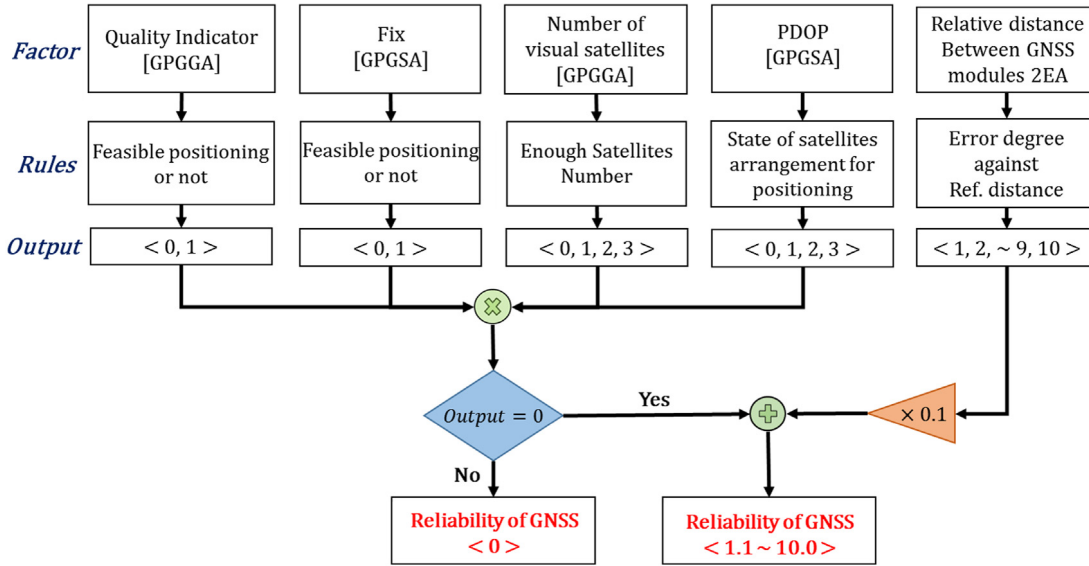 Factor
Quality Indicator
[GPGGA]
Fix
[GPGSA]
Number of
visual satellites
[GPGGA]
PDOP
[GPGSA]
Relative distance
Between GNSS
modules 2EA
Rules
Feasible positioning
or not
Feasible positioning
or not
Enough Satellites
Number
State of satellites
arrangement for
positioning
Error degree
against
Ref. distance
Output
< 0, 1 >
< 0, 1 >
< 0, 1, 2, 3 >
< 0, 1, 2, 3 >
< 1, 2, ~ 9, 10 >
Output = 0
Yes
× 0.1
No
Reliability of GNSS
< 0 >
Reliability of GNSS
< 1.1 ~ 10.0 >